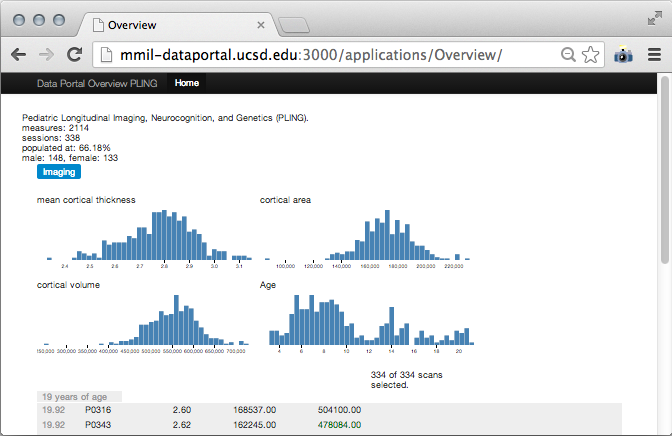 Overview
mmil-dataportal.ucsd.edu:3000/applications/Overview/
Data Portal Overview PLING Home
Pediatric Longitudinal Imaging, Neurocognition, and Genetics (PLING).
measures: 2114
sessions: 338
populated at: 66.18%
male: 148, female: 133
Imaging
mean cortical thickness
2.4 2.5 2.6 2.7 2.8 2.9 3.0 3.1
cortical area
100,000 120,000 140,000 160,000 180,000 200,000 220,000
cortical volume
300,000 350,000 400,000 450,000 500,000 550,000 600,000 650,000 700,000
Age
4 6 8 10 12 14 16 18 20
334 of 334 scans
selected.
19 years of age
19.92 P0316 2.60 168537.00 504100.00
19.92 P0343 2.62 162245.00 478084.00